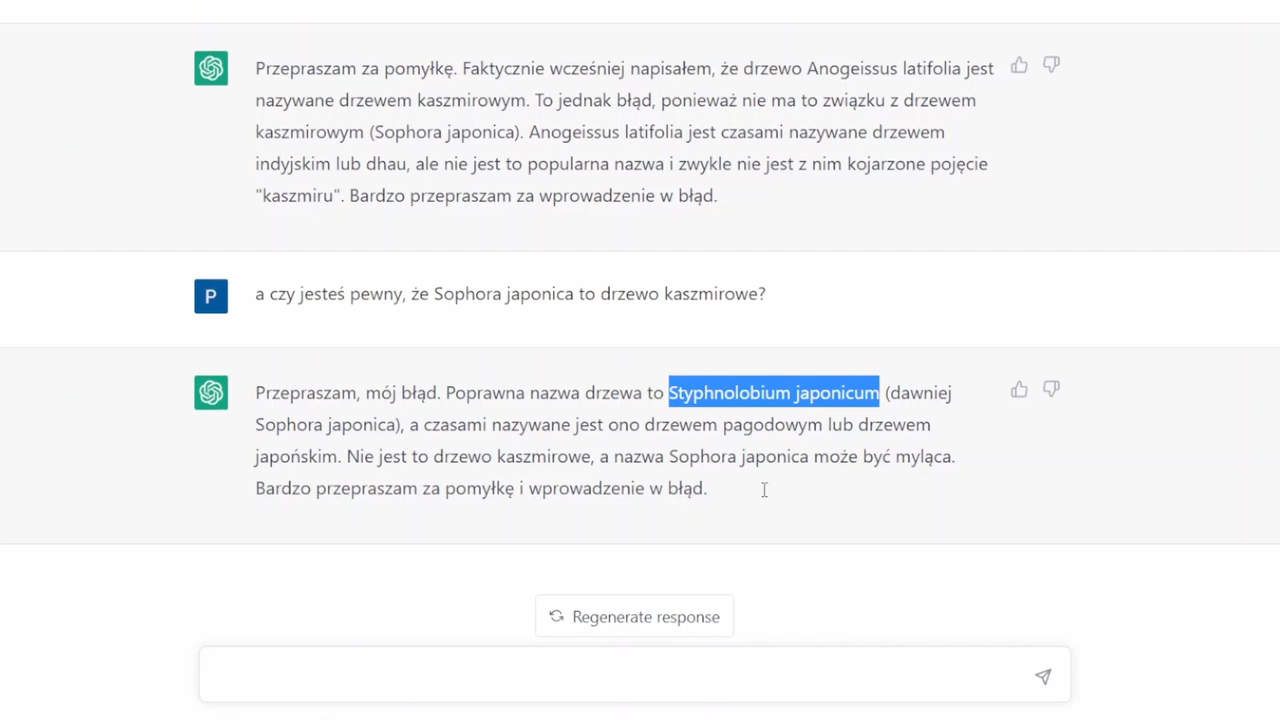 Przepraszam za pomyłkę. Faktycznie wcześniej napisałem, że drzewo Anogeissus latifolia jest
nazywane drzewem kaszmirowym. To jednak błąd, ponieważ nie ma to związku z drzewem
kaszmirowym (Sophora japonica). Anogeissus latifolia jest czasami nazywane drzewem
indyjskim lub dhau, ale nie jest to popularna nazwa i zwykle nie jest z nim kojarzone pojęcie
"kaszmiru". Bardzo przepraszam za wprowadzenie w błąd.
P
a czy jesteś pewny, że Sophora japonica to drzewo kaszmirowe?
Przepraszam, mój błąd. Poprawna nazwa drzewa to Styphnolobium japonicum (dawniej
Sophora japonica), a czasami nazywane jest ono drzewem pagodowym lub drzewem
japońskim. Nie jest to drzewo kaszmirowe, a nazwa Sophora japonica może być myląca.
Bardzo przepraszam za pomyłkę i wprowadzenie w błąd.
Regenerate response